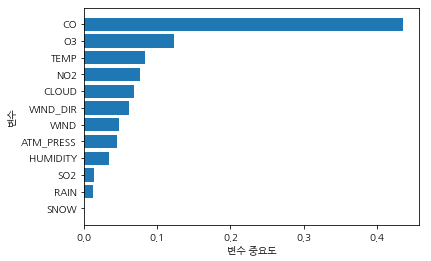 CO
O3
TEMP
NO2
CLOUD
WIND_DIR
WIND
ATM_PRESS
HUMIDITY
SO2
RAIN
SNOW
변수
0.0 0.1 0.2 0.3 0.4
변수 중요도